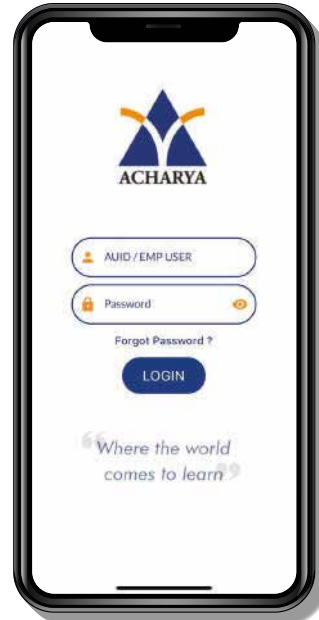 ACHARYA
AUID / EMP USER
Password
Forgot Password ?
LOGIN
“Where the world
comes to learn”